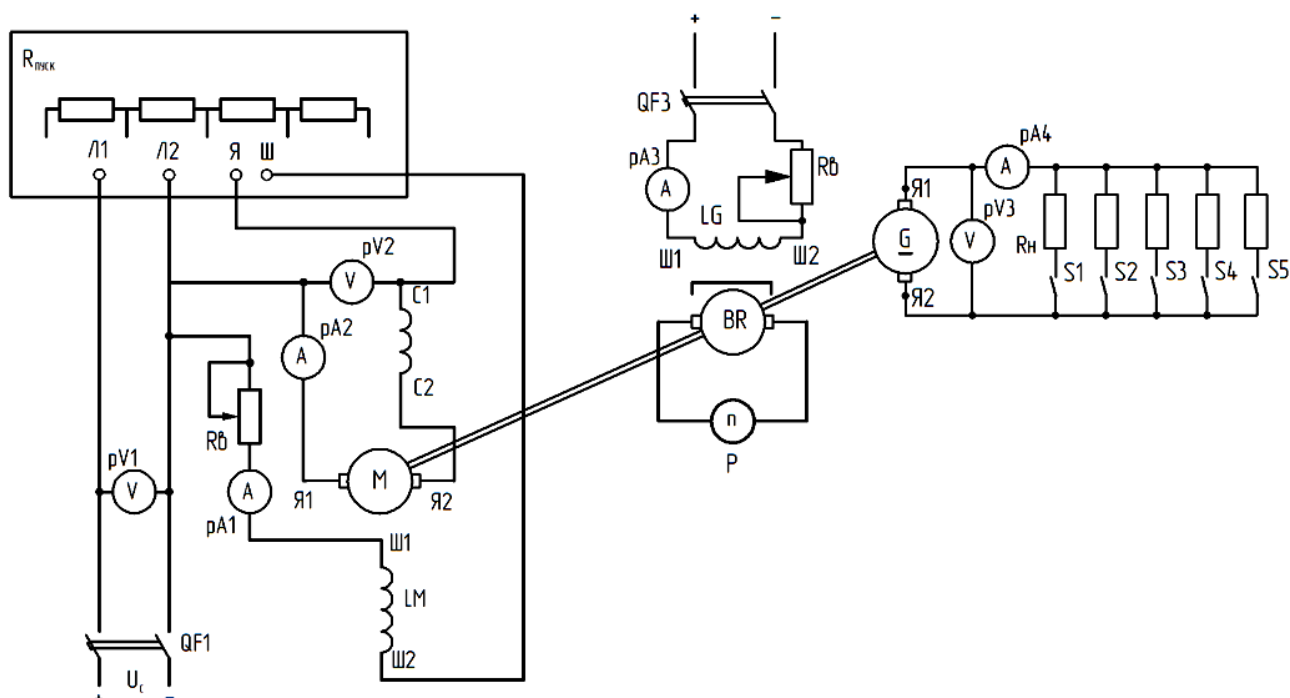 Rпуск
Л1
Л2
Я
Ш
pV2
V
C1
pA2
A
C2
Rв
pV1
V
A
pA1
Я1
M
Я2
Ш1
LM
Ш2
QF1
Uс
+ −
QF3
pA3
A
Rв
LG
Ш1
Ш2
BR
n
P
pA4
A
Я1
pV3
G
V
Rн
Я2
S1
S2
S3
S4
S5